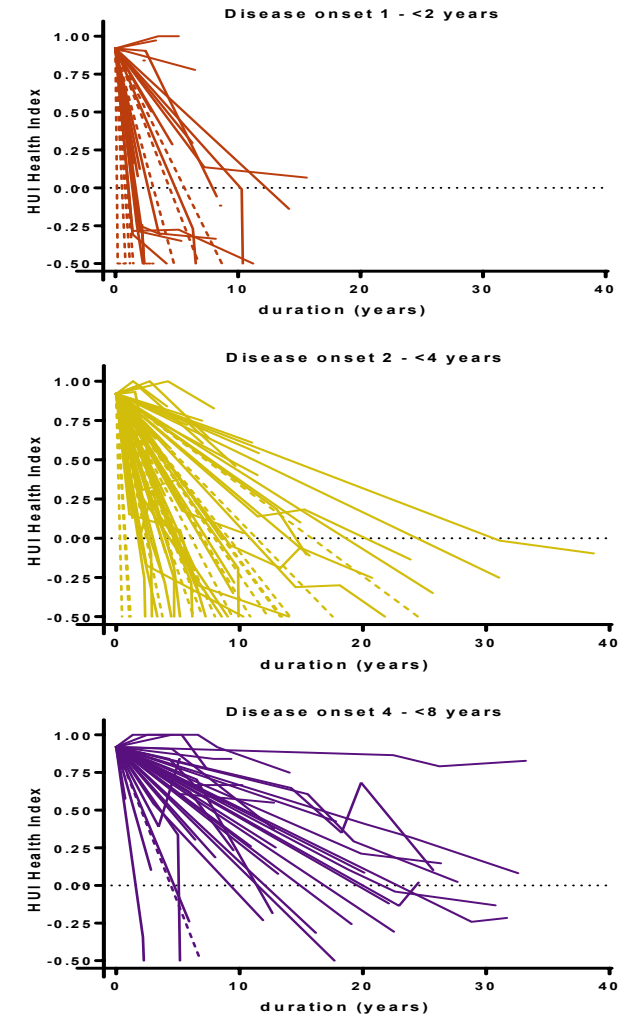 Disease onset 1 - <2 years
1.00
0.75
0.50
0.25
0.00
-0.25
-0.50
HUI Health Index
0 10 20 30 40
duration (years)
Disease onset 2 - <4 years
1.00
0.75
0.50
0.25
0.00
-0.25
-0.50
HUI Health Index
0 10 20 30 40
duration (years)
Disease onset 4 - <8 years
1.00
0.75
0.50
0.25
0.00
-0.25
-0.50
HUI Health Index
0 10 20 30 40
duration (years)